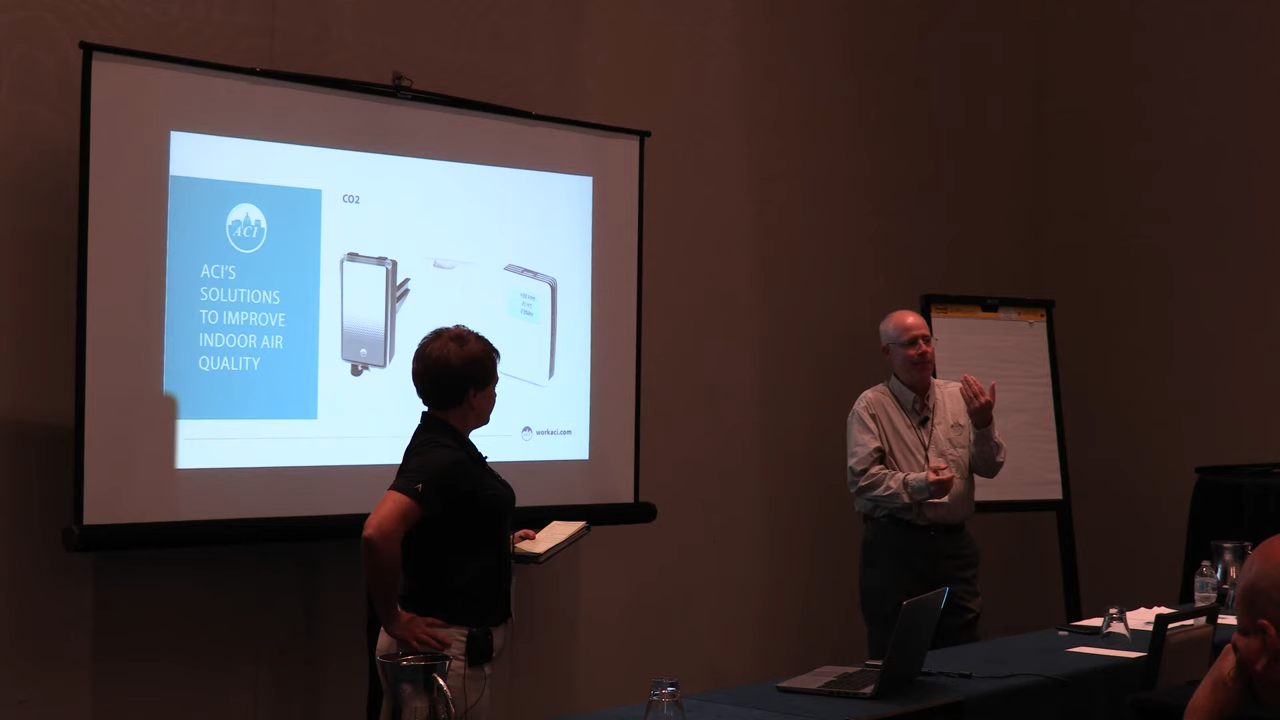 CO2
ACI
ACI'S
SOLUTIONS
TO IMPROVE
INDOOR AIR
QUALITY
workaci.com